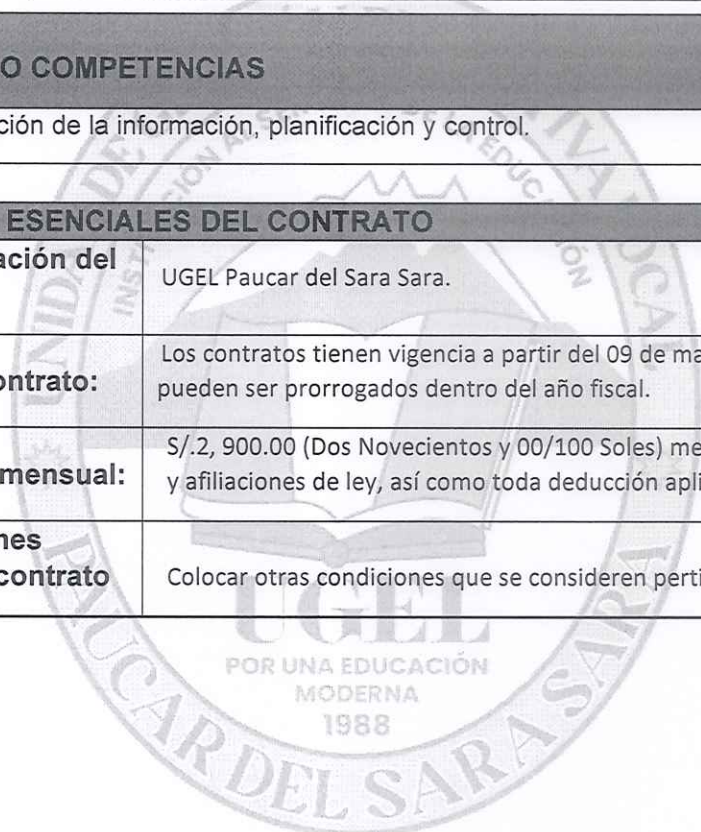 O COMPETENCIAS
ción de la información, planificación y control.
ESENCIALES DEL CONTRATO
ación del
UGEL Paucar del Sara Sara.
ontrato:
Los contratos tienen vigencia a partir del 09 de ma
pueden ser prorrogados dentro del año fiscal.
mensual:
S/.2, 900.00 (Dos Novecientos y 00/100 Soles) me
y afiliaciones de ley, así como toda deducción apli
nes
contrato
Colocar otras condiciones que se consideren perti
UGEL
POR UNA EDUCACIÓN
MODERNA
1988
PAUCAR DEL SARA SARA